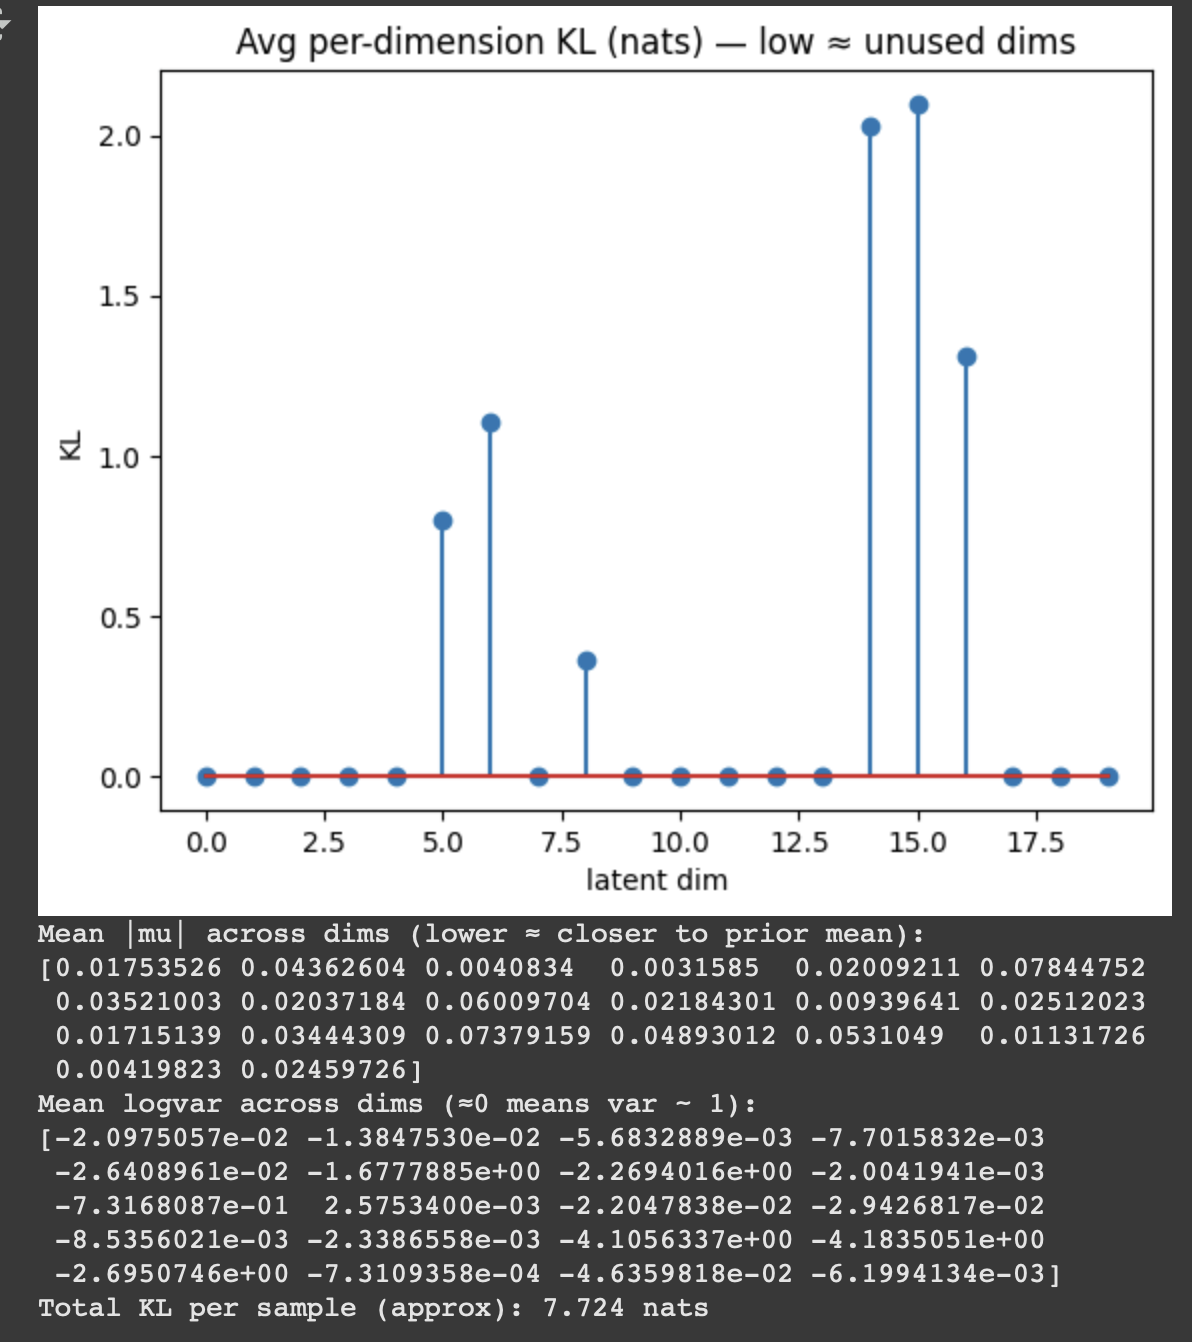 Avg per-dimension KL (nats) — low ≈ unused dims
2.0
1.5
1.0
0.5
0.0
KL
0.0 2.5 5.0 7.5 10.0 12.5 15.0 17.5
latent dim
Mean |mu| across dims (lower ≈ closer to prior mean):
[0.01753526 0.04362604 0.0040834  0.0031585  0.02009211 0.07844752
 0.03521003 0.02037184 0.06009704 0.02184301 0.00939641 0.02512023
 0.01715139 0.03444309 0.07379159 0.04893012 0.0531049  0.01131726
 0.00419823 0.02459726]
Mean logvar across dims (≈0 means var ~ 1):
[-2.0975057e-02 -1.3847530e-02 -5.6832889e-03 -7.7015832e-03
 -2.6408961e-02 -1.6777885e+00 -2.2694016e+00 -2.0041941e-03
 -7.3168087e-01  2.5753400e-03 -2.2047838e-02 -2.9426817e-02
 -8.5356021e-03 -2.3386558e-03 -4.1056337e+00 -4.1835051e+00
 -2.6950746e+00 -7.3109358e-04 -4.6359818e-02 -6.1994134e-03]
Total KL per sample (approx): 7.724 nats